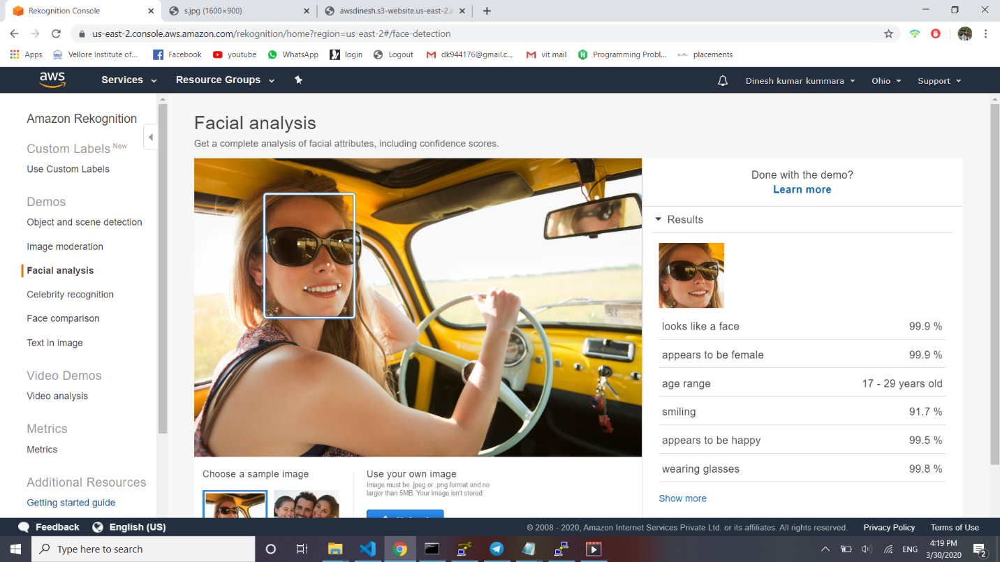 Rekognition Console
s.jpg (1600×900)
awsdinesh.s3-website.us-east-2.a
us-east-2.console.aws.amazon.com/rekognition/home?region=us-east-2#/face-detection
Apps Vellore Institute of... Facebook youtube WhatsApp login Logout dk944176@gmail.c... vit mail Programming Probl... placements
aws Services Resource Groups Dinesh kumar kummara Ohio Support
Amazon Rekognition
Custom Labels New
Use Custom Labels
Demos
Object and scene detection
Image moderation
Facial analysis
Celebrity recognition
Face comparison
Text in image
Video Demos
Video analysis
Metrics
Metrics
Additional Resources
Getting started guide
Facial analysis
Get a complete analysis of facial attributes, including confidence scores.
Choose a sample image
Use your own image
Image must be .jpeg or .png format and no
larger than 5MB. Your image isn't stored.
Done with the demo?
Learn more
Results
looks like a face 99.9 %
appears to be female 99.9 %
age range 17 - 29 years old
smiling 91.7 %
appears to be happy 99.5 %
wearing glasses 99.8 %
Show more
Feedback English (US) © 2008 - 2020, Amazon Internet Services Private Ltd. or its affiliates. All rights reserved. Privacy Policy Terms of Use
Type here to search
ENG
4:19 PM
3/30/2020
2